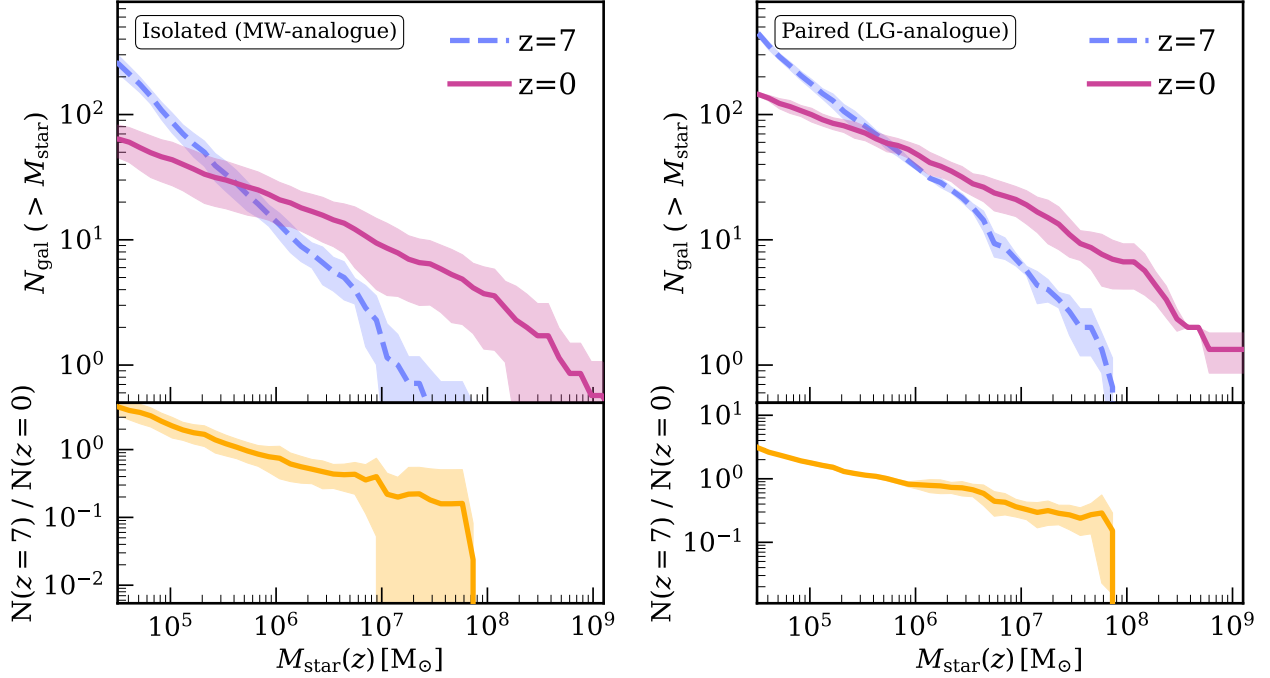 Isolated (MW-analogue)
z=7
z=0
N_gal ( > M_star)
10^2
10^1
10^0
N(z = 7) / N(z = 0)
10^0
10^-1
10^-2
10^5 10^6 10^7 10^8 10^9
M_star(z) [M_⊙]
Paired (LG-analogue)
z=7
z=0
N_gal ( > M_star)
10^2
10^1
10^0
N(z = 7) / N(z = 0)
10^1
10^0
10^-1
10^5 10^6 10^7 10^8 10^9
M_star(z) [M_⊙]